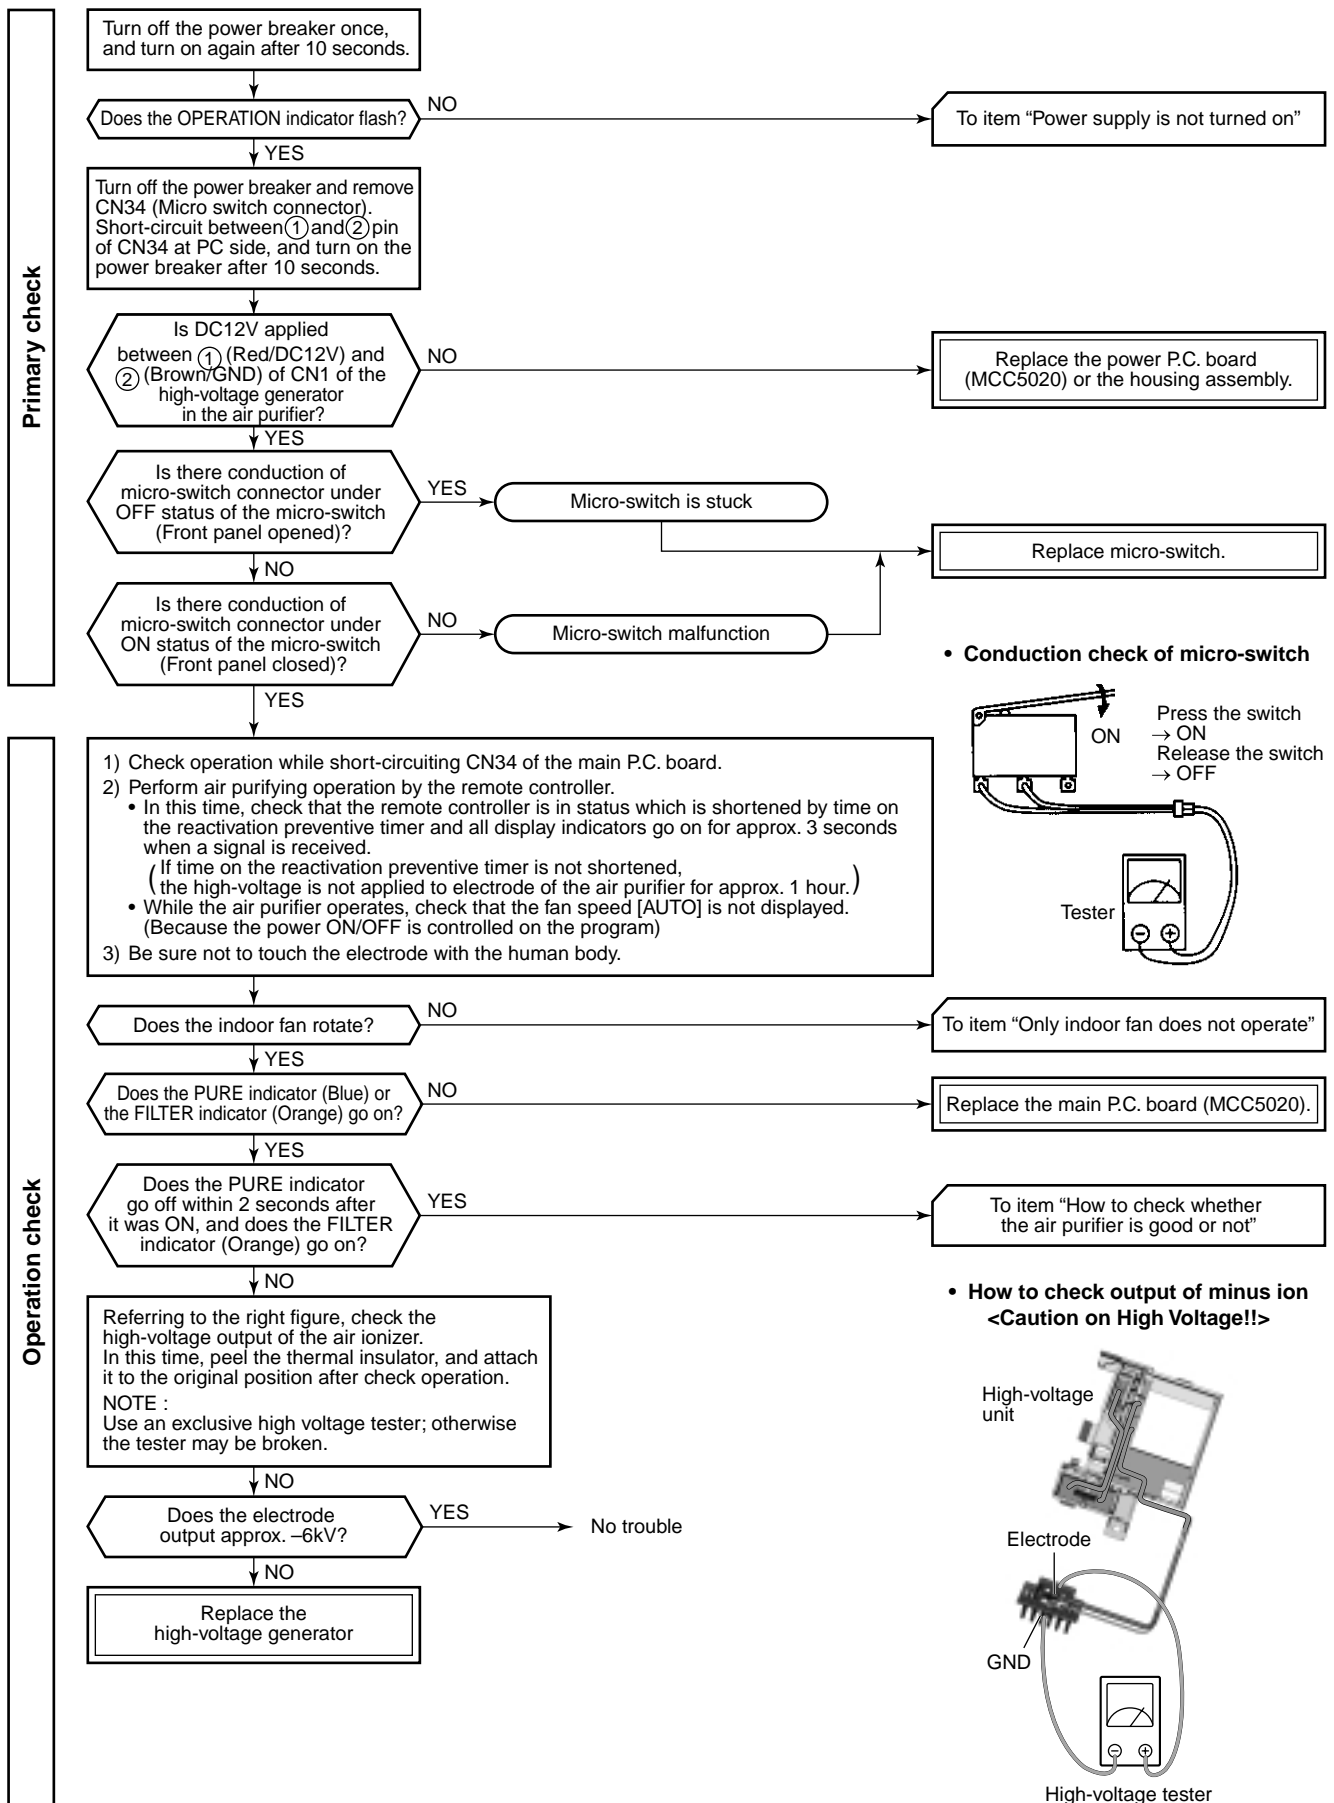 Primary check
Turn off the power breaker once,
and turn on again after 10 seconds.
Does the OPERATION indicator flash?
NO
To item “Power supply is not turned on”
YES
Turn off the power breaker and remove
CN34 (Micro switch connector).
Short-circuit between ① and ② pin
of CN34 at PC side, and turn on the
power breaker after 10 seconds.
Is DC12V applied
between ① (Red/DC12V) and
② (Brown/GND) of CN1 of the
high-voltage generator
in the air purifier?
NO
Replace the power P.C. board
(MCC5020) or the housing assembly.
YES
Is there conduction of
micro-switch connector under
OFF status of the micro-switch
(Front panel opened)?
YES
Micro-switch is stuck
Replace micro-switch.
NO
Is there conduction of
micro-switch connector under
ON status of the micro-switch
(Front panel closed)?
NO
Micro-switch malfunction
YES
• Conduction check of micro-switch
ON
Press the switch
→ ON
Release the switch
→ OFF
Tester
Operation check
1) Check operation while short-circuiting CN34 of the main P.C. board.
2) Perform air purifying operation by the remote controller.
• In this time, check that the remote controller is in status which is shortened by time on
the reactivation preventive timer and all display indicators go on for approx. 3 seconds
when a signal is received.
(If time on the reactivation preventive timer is not shortened,
the high-voltage is not applied to electrode of the air purifier for approx. 1 hour.)
• While the air purifier operates, check that the fan speed [AUTO] is not displayed.
(Because the power ON/OFF is controlled on the program)
3) Be sure not to touch the electrode with the human body.
Does the indoor fan rotate?
NO
To item “Only indoor fan does not operate”
YES
Does the PURE indicator (Blue) or
the FILTER indicator (Orange) go on?
NO
Replace the main P.C. board (MCC5020).
YES
Does the PURE indicator
go off within 2 seconds after
it was ON, and does the FILTER
indicator (Orange) go on?
YES
To item “How to check whether
the air purifier is good or not”
NO
Referring to the right figure, check the
high-voltage output of the air ionizer.
In this time, peel the thermal insulator, and attach
it to the original position after check operation.
NOTE :
Use an exclusive high voltage tester; otherwise
the tester may be broken.
NO
Does the electrode
output approx. –6kV?
YES
No trouble
NO
Replace the
high-voltage generator
• How to check output of minus ion
<Caution on High Voltage!!>
High-voltage
unit
Electrode
GND
High-voltage tester